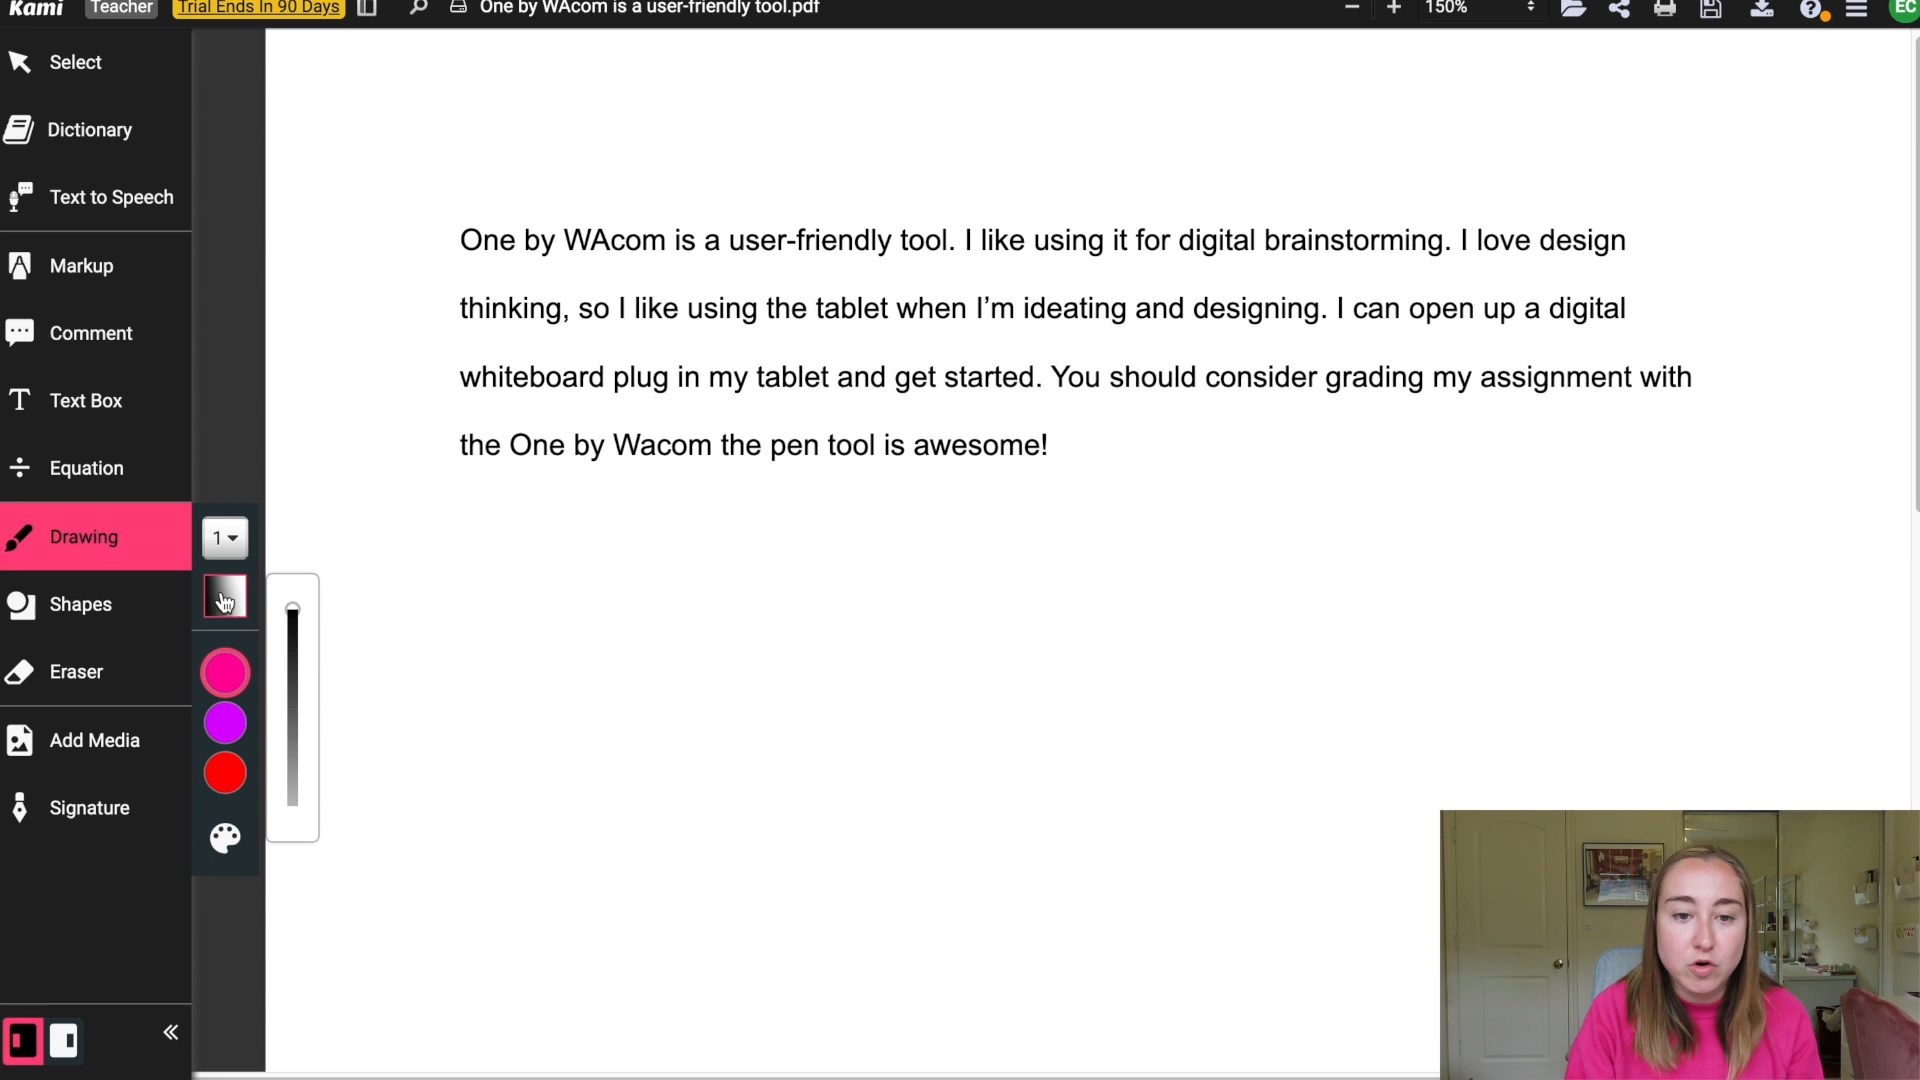 Kami Teacher Trial Ends In 90 Days One by WAcom is a user-friendly tool.pdf 150% EC
Select
Dictionary
Text to Speech
Markup
Comment
Text Box
Equation
Drawing
1
Shapes
Eraser
Add Media
Signature
One by WAcom is a user-friendly tool. I like using it for digital brainstorming. I love design
thinking, so I like using the tablet when I’m ideating and designing. I can open up a digital
whiteboard plug in my tablet and get started. You should consider grading my assignment with
the One by Wacom the pen tool is awesome!